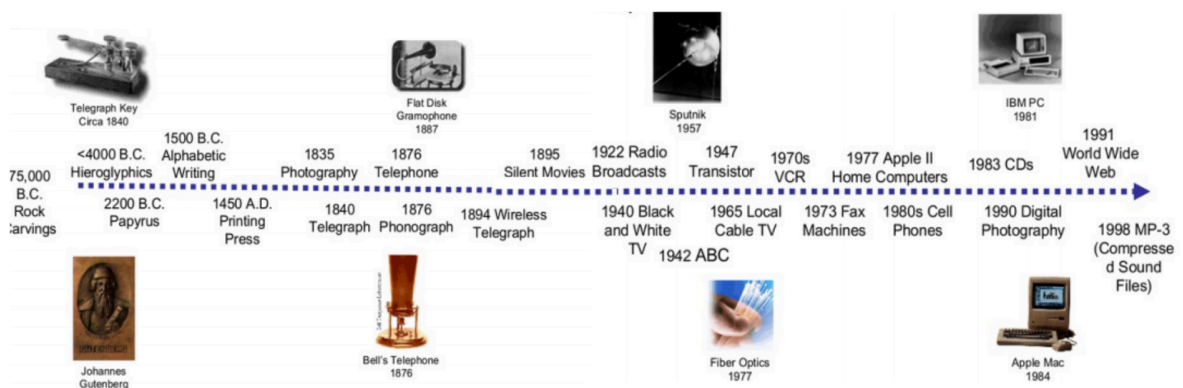 Telegraph Key
Circa 1840
Flat Disk
Gramophone
1887
Sputnik
1957
IBM PC
1981
75,000
B.C.
Rock
Carvings
<4000 B.C.
Hieroglyphics
1500 B.C.
Alphabetic
Writing
1835
Photography
1876
Telephone
1895
Silent Movies
1922 Radio
Broadcasts
1947
Transistor
1970s
VCR
1977 Apple II
Home Computers
1983 CDs
1991
World Wide
Web
2200 B.C.
Papyrus
1450 A.D.
Printing
Press
1840
Telegraph
1876
Phonograph
1894 Wireless
Telegraph
1940 Black
and White
TV
1942 ABC
1965 Local
Cable TV
1973 Fax
Machines
1980s Cell
Phones
1990 Digital
Photography
1998 MP-3
(Compresse
d Sound
Files)
Johannes
Gutenberg
Bell's Telephone
1876
Fiber Optics
1977
Apple Mac
1984